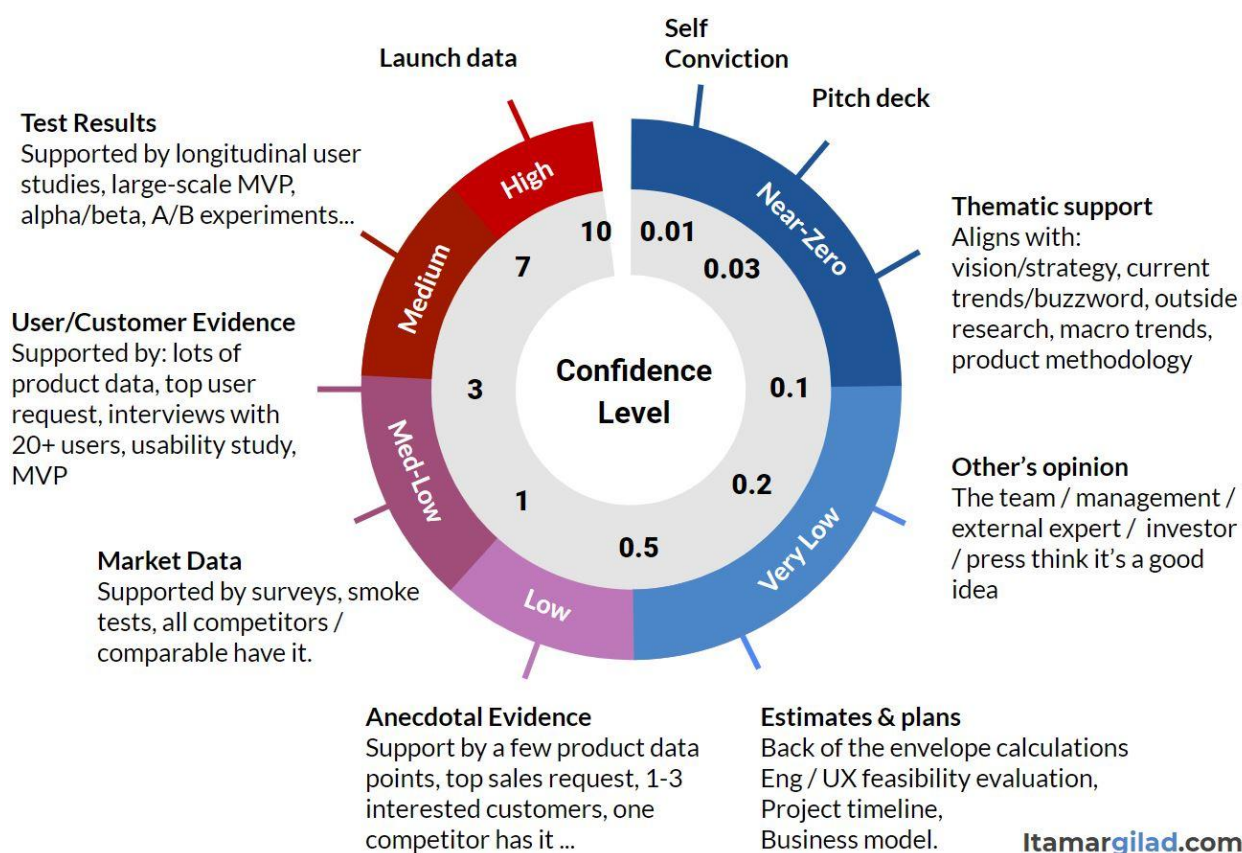 Self
Conviction
Launch data
Pitch deck
Test Results
Supported by longitudinal user
studies, large-scale MVP,
alpha/beta, A/B experiments...
High
Near-Zero
10
0.01
Thematic support
Aligns with:
vision/strategy, current
trends/buzzword, outside
research, macro trends,
product methodology
Medium
7
0.03
User/Customer Evidence
Supported by: lots of
product data, top user
request, interviews with
20+ users, usability study,
MVP
3
Confidence
Level
0.1
Med-Low
1
0.2
0.5
Low
Very Low
Other's opinion
The team / management /
external expert / investor
/ press think it's a good
idea
Market Data
Supported by surveys, smoke
tests, all competitors /
comparable have it.
Anecdotal Evidence
Support by a few product data
points, top sales request, 1-3
interested customers, one
competitor has it ...
Estimates & plans
Back of the envelope calculations
Eng / UX feasibility evaluation,
Project timeline,
Business model.
Itamargilad.com